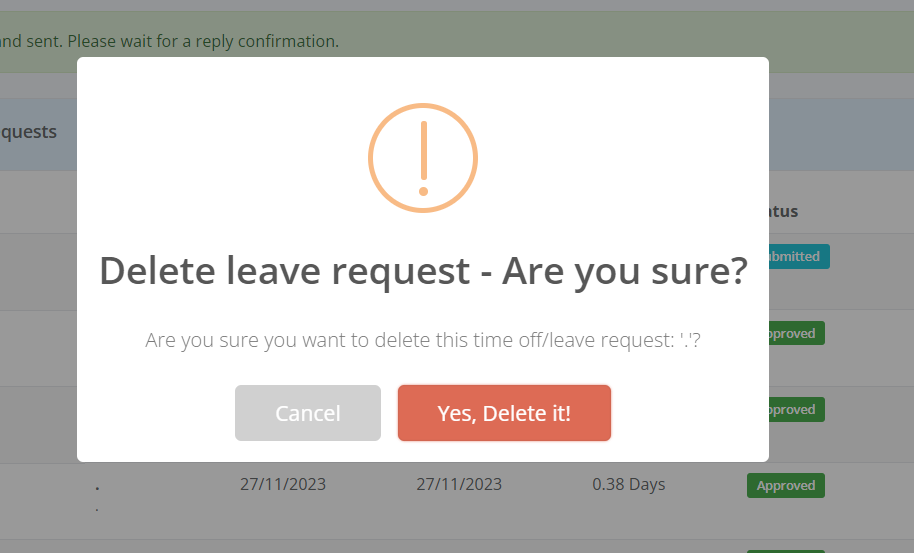 and sent. Please wait for a reply confirmation.
quests
atus
Delete leave request - Are you sure?
ubmitted
Are you sure you want to delete this time off/leave request: '.'?
pproved
Cancel Yes, Delete it!
pproved
. 27/11/2023 27/11/2023 0.38 Days Approved
.